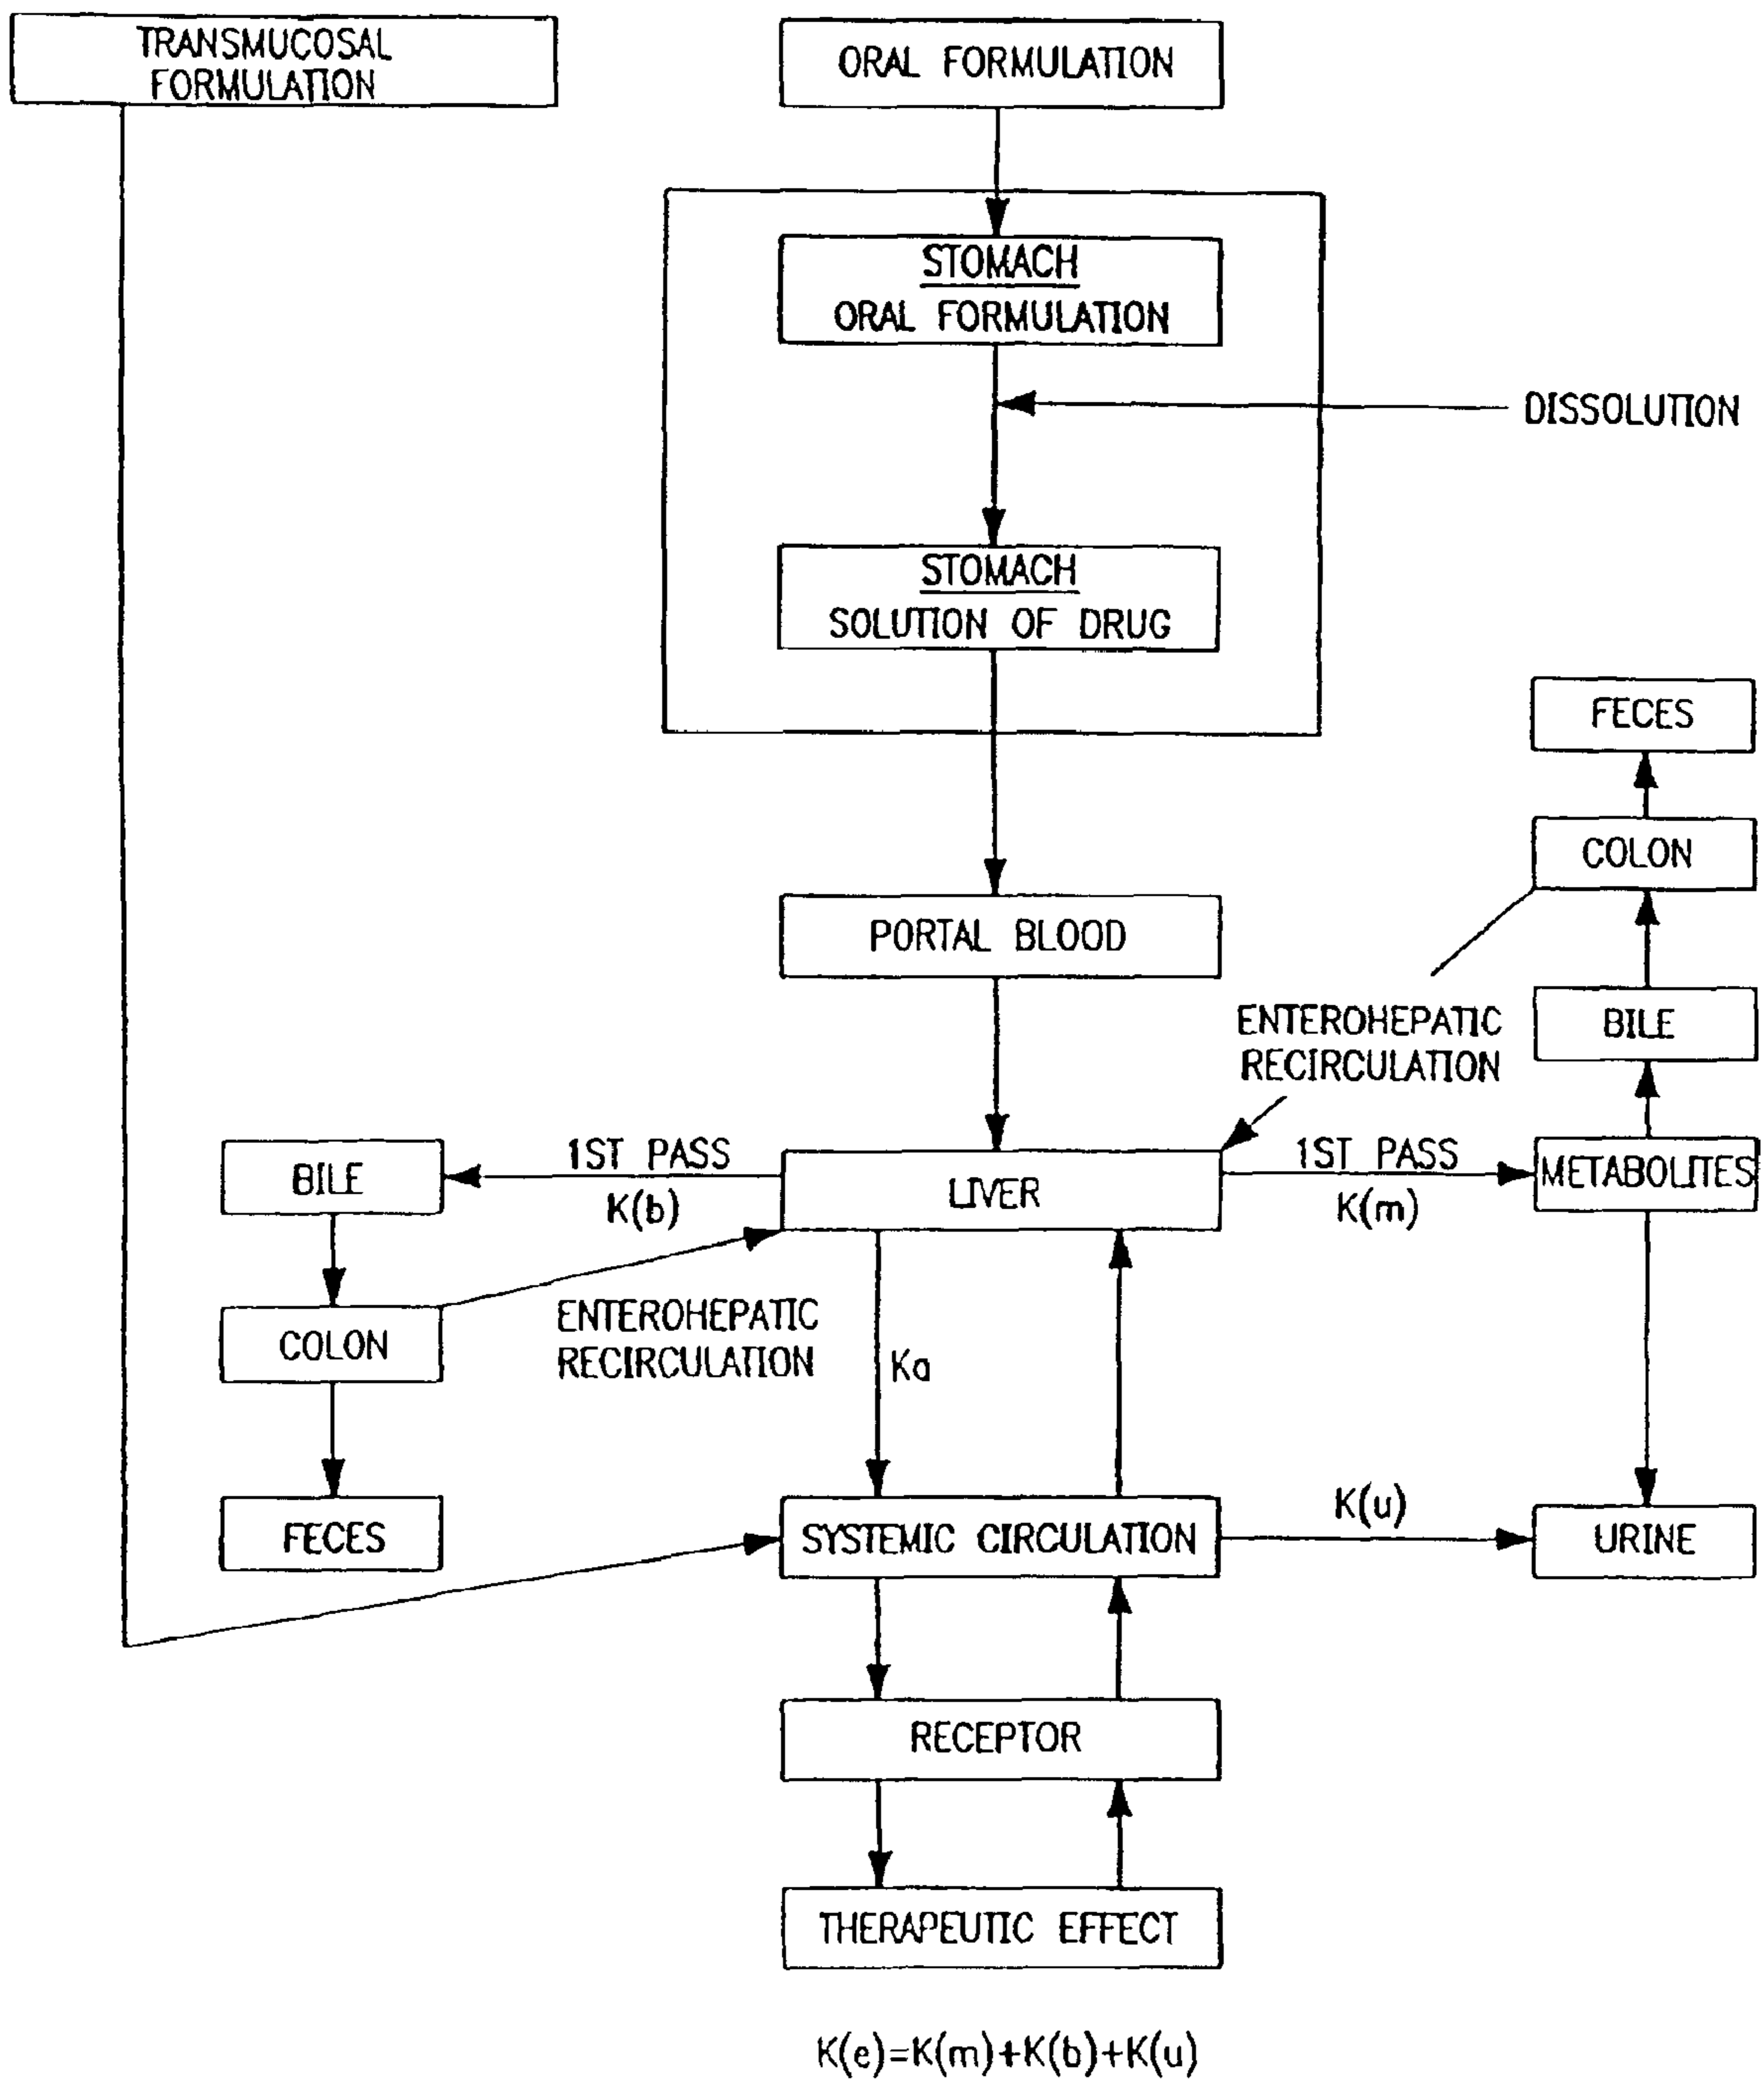 TRANSMUCOSAL
FORMULATION
ORAL FORMULATION
STOMACH
ORAL FORMULATION
DISSOLUTION
STOMACH
SOLUTION OF DRUG
FECES
COLON
PORTAL BLOOD
ENTEROHEPATIC
RECIRCULATION
BILE
BILE
1ST PASS
K(b)
LIVER
1ST PASS
K(m)
METABOLITES
COLON
ENTEROHEPATIC
RECIRCULATION
Ka
FECES
SYSTEMIC CIRCULATION
K(u)
URINE
RECEPTOR
THERAPEUTIC EFFECT
K(e)=K(m)+K(b)+K(u)